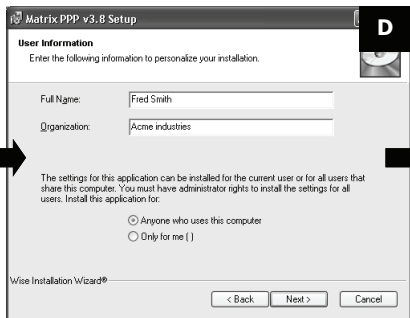 Matrix PPP v3.8 Setup
D
User Information
Enter the following information to personalize your installation.
Full Name:
Fred Smith
Organization:
Acme industries
The settings for this application can be installed for the current user or for all users that
share this computer. You must have administrator rights to install the settings for all
users. Install this application for:
Anyone who uses this computer
Only for me ( )
Wise Installation Wizard®
< Back
Next >
Cancel